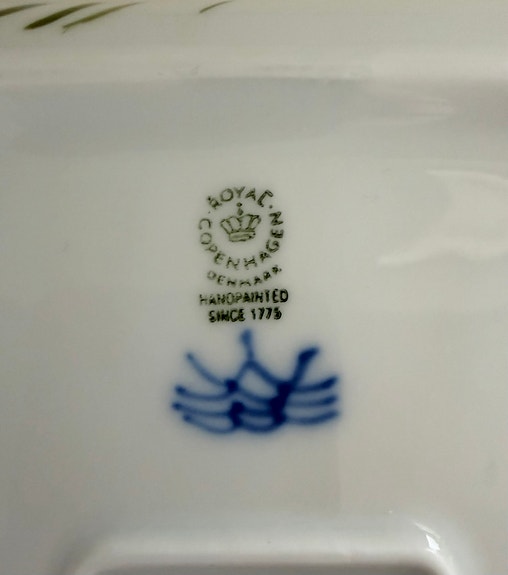 ROYAL
COPENHAGEN
DENMARK
HANDPAINTED
SINCE 1775